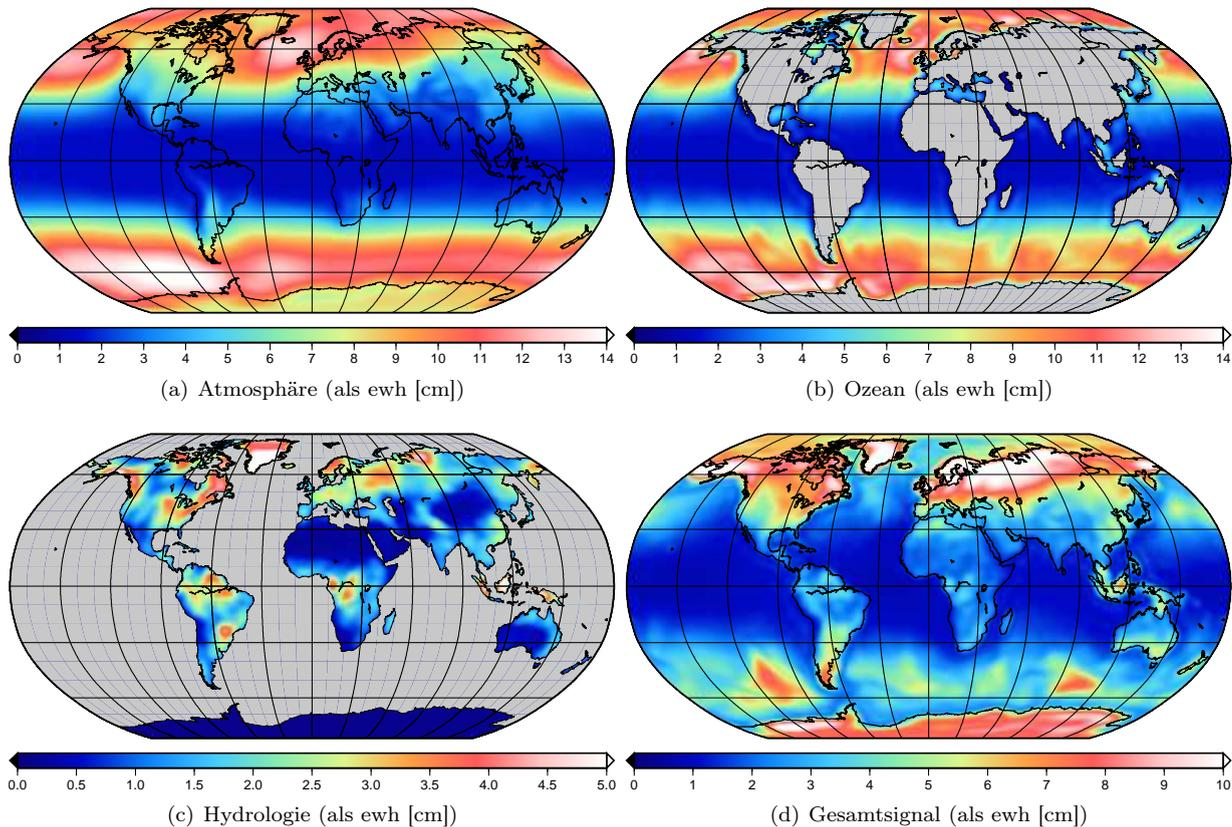 0 1 2 3 4 5 6 7 8 9 10 11 12 13 14
(a) Atmosphäre (als ewh [cm])
0 1 2 3 4 5 6 7 8 9 10 11 12 13 14
(b) Ozean (als ewh [cm])
0.0 0.5 1.0 1.5 2.0 2.5 3.0 3.5 4.0 4.5 5.0
(c) Hydrologie (als ewh [cm])
0 1 2 3 4 5 6 7 8 9 10
(d) Gesamtsignal (als ewh [cm])